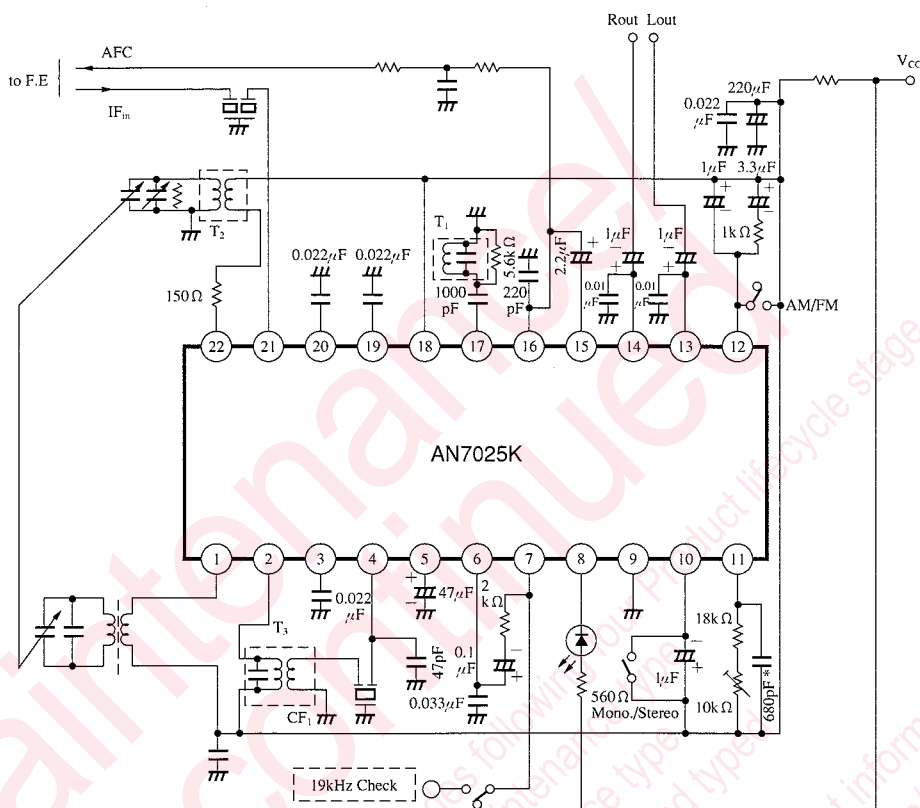 Rout Lout
AFC
to F.E
IFin
VCC
220μF
0.022
μF
1μF 3.3μF
T2
T1
1kΩ
5.6kΩ
2.2μF
1μF
1μF
0.022μF 0.022μF
150Ω
1000
pF
220
pF
0.01
μF
0.01
μF
AM/FM
22 21 20 19 18 17 16 15 14 13 12
AN7025K
1 2 3 4 5 6 7 8 9 10 11
0.022
μF
47μF
2
kΩ
18kΩ
T3
47pF
0.1
μF
0.033μF
560Ω
Mono./Stereo
1μF
10kΩ
680pF*
CF1
19kHz Check
maintenance/
continued